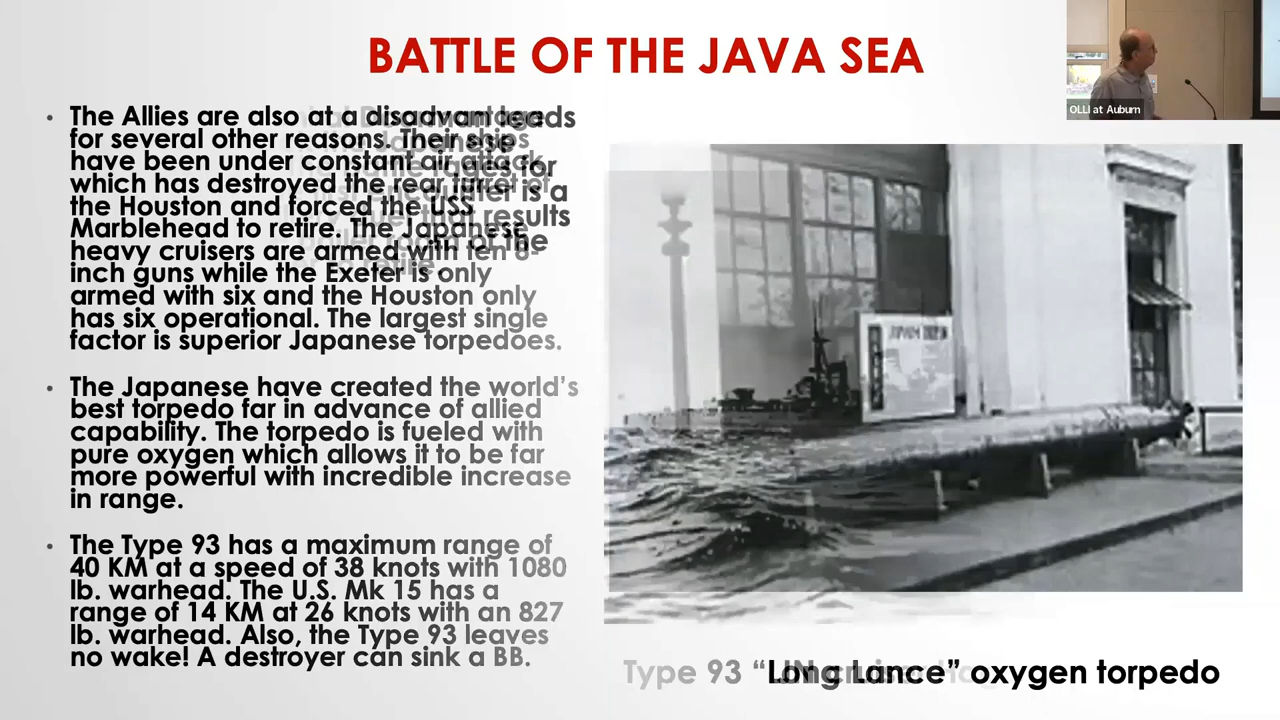 BATTLE OF THE JAVA SEA
OLLI at Auburn
• The Allies are also at a disadvantage
for several other reasons. Their ships
have been under constant air attack
which has destroyed the rear turret of
the Houston and forced the USS
Marblehead to retire. The Japanese
heavy cruisers are armed with ten 8-
inch guns while the Exeter is only
armed with six and the Houston only
has six operational. The largest single
factor is superior Japanese torpedoes.
• The Japanese have created the world’s
best torpedo far in advance of allied
capability. The torpedo is fueled with
pure oxygen which allows it to be far
more powerful with incredible increase
in range.
• The Type 93 has a maximum range of
40 KM at a speed of 38 knots with 1080
lb. warhead. The U.S. Mk 15 has a
range of 14 KM at 26 knots with an 827
lb. warhead. Also, the Type 93 leaves
no wake! A destroyer can sink a BB.
Type 93 “Long Lance” oxygen torpedo